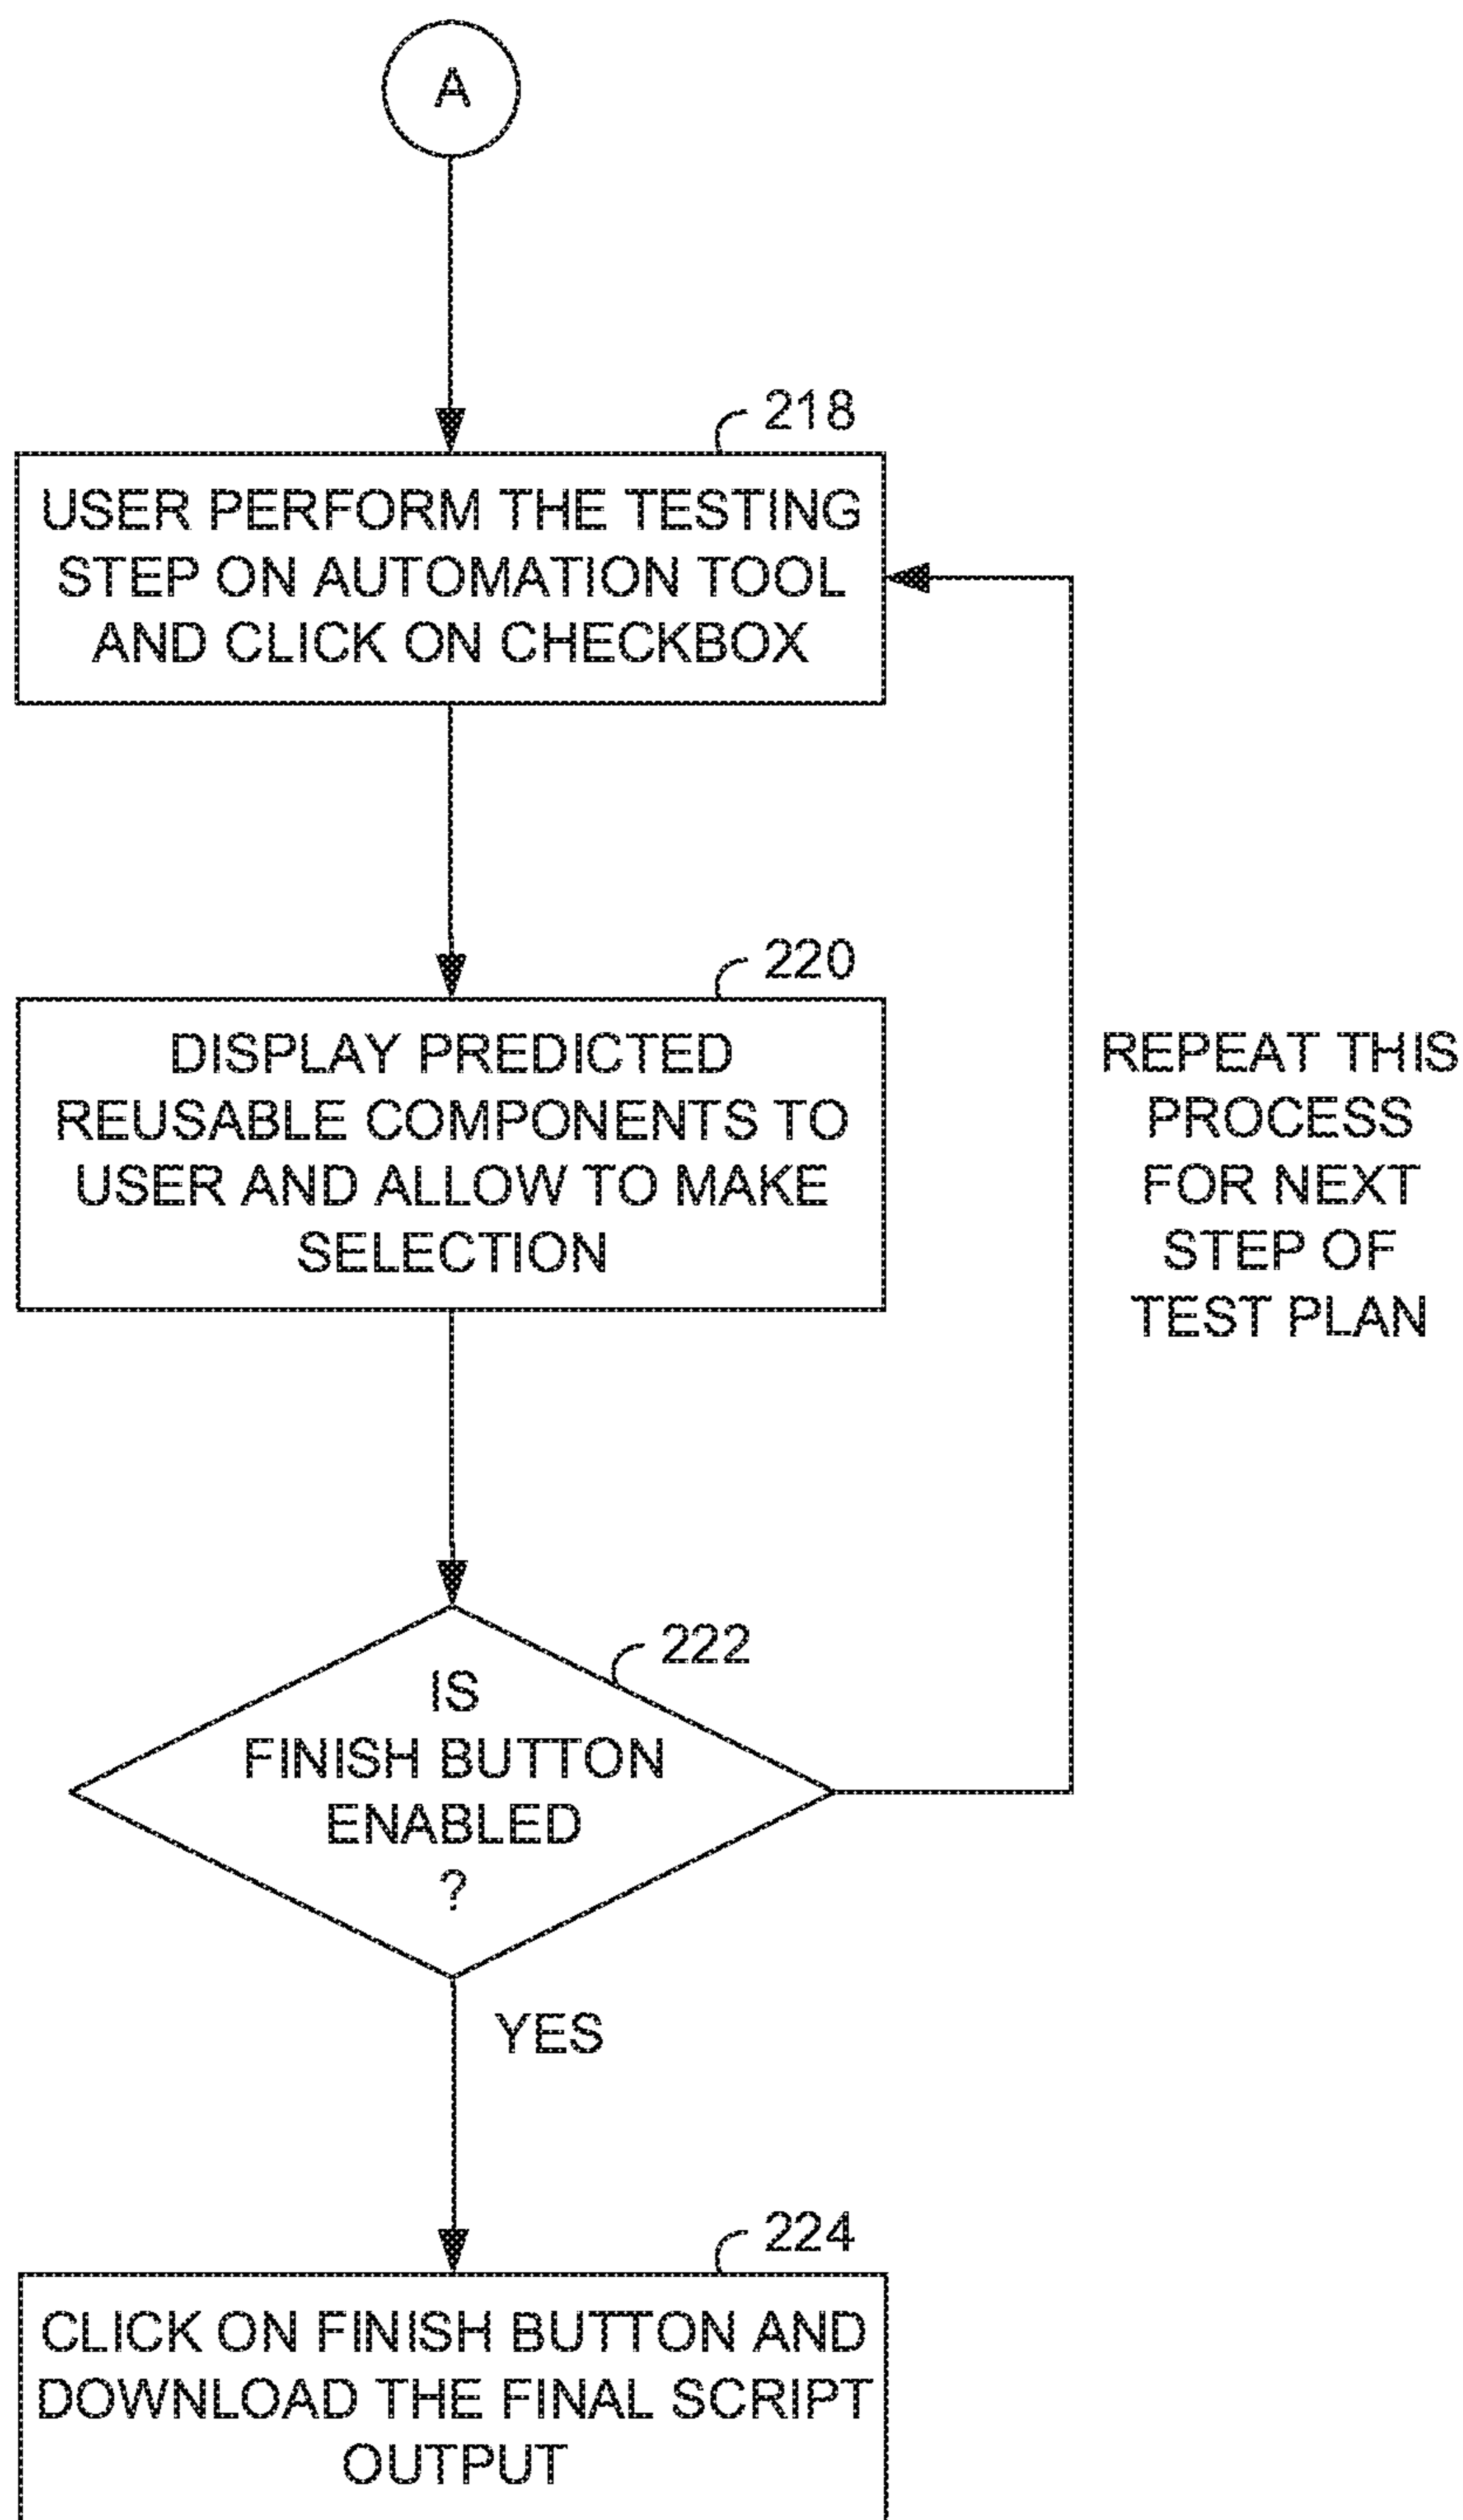 A
218
USER PERFORM THE TESTING
STEP ON AUTOMATION TOOL
AND CLICK ON CHECKBOX
220
DISPLAY PREDICTED
REUSABLE COMPONENTS TO
USER AND ALLOW TO MAKE
SELECTION
REPEAT THIS
PROCESS
FOR NEXT
STEP OF
TEST PLAN
222
IS
FINISH BUTTON
ENABLED
?
YES
224
CLICK ON FINISH BUTTON AND
DOWNLOAD THE FINAL SCRIPT
OUTPUT